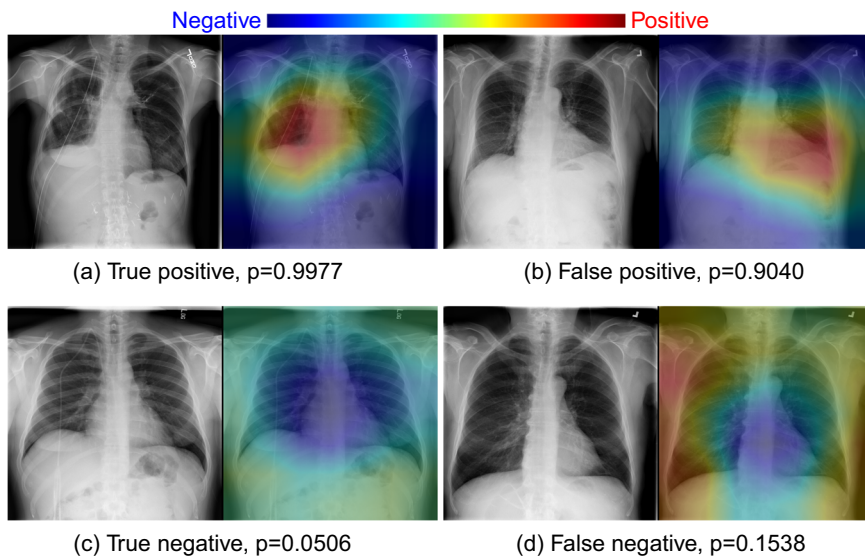 Negative Positive
(a) True positive, p=0.9977
(b) False positive, p=0.9040
(c) True negative, p=0.0506
(d) False negative, p=0.1538